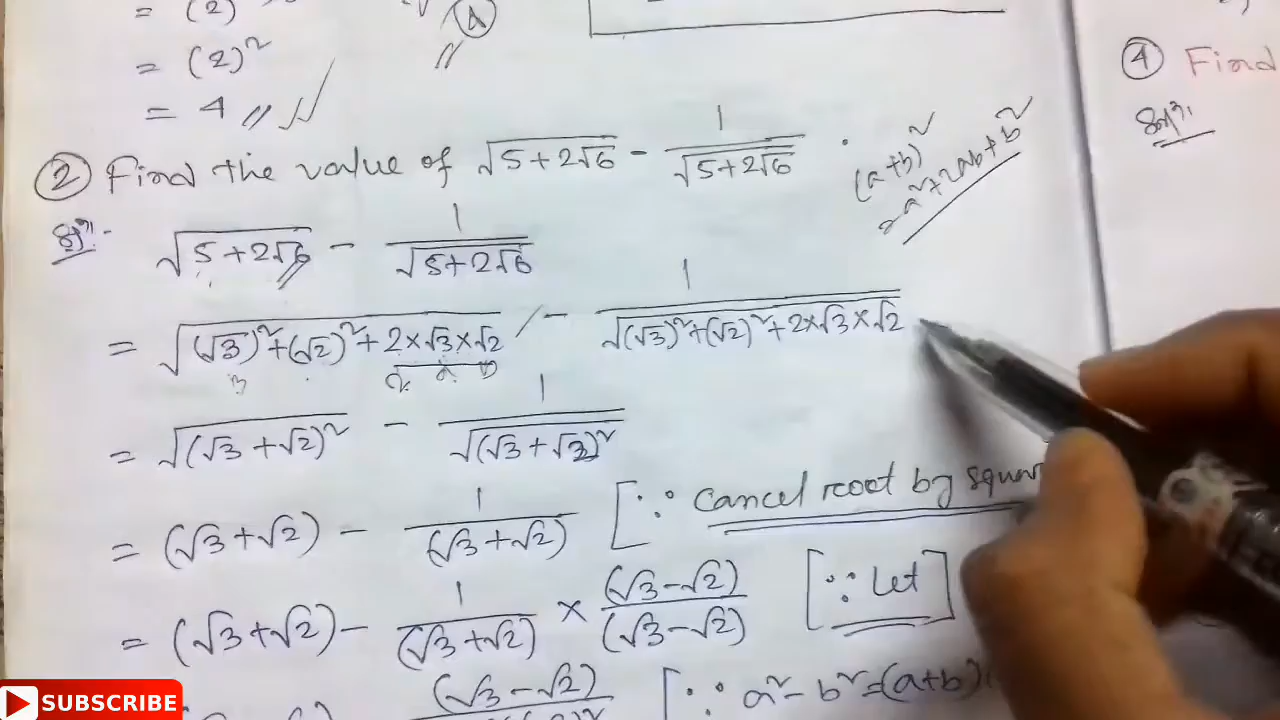 = (2)
= (2)²
= 4 //
A
② Find the value of √5+2√6 - 1/√5+2√6 .
(a+b)²
= a²+2ab+b²
√5+2√6 - 1/√5+2√6
= √(√3)²+(√2)²+2×√3×√2 - 1/√(√3)²+(√2)²+2×√3×√2
= √(√3+√2)² - 1/√(√3+√2)²
= (√3+√2) - 1/(√3+√2) [∵ cancel root by squar
= (√3+√2) - 1/(√3+√2) × (√3-√2)/(√3-√2) [∵ Let]
(√3-√2) [∵ a²-b²=(a+b)
④ Find
SUBSCRIBE